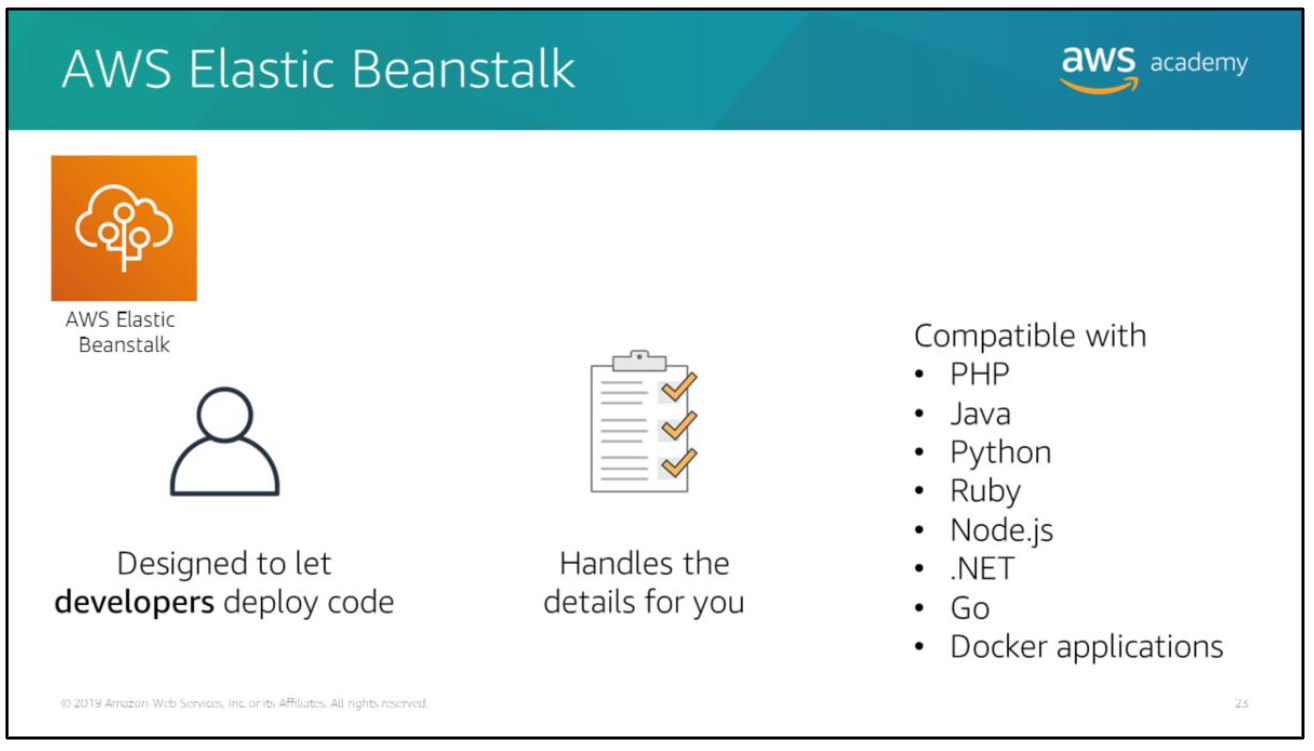 AWS Elastic Beanstalk
aws academy
AWS Elastic
Beanstalk
Designed to let
developers deploy code
Handles the
details for you
Compatible with
• PHP
• Java
• Python
• Ruby
• Node.js
• .NET
• Go
• Docker applications
© 2019 Amazon Web Services, Inc. or its Affiliates. All rights reserved.
23